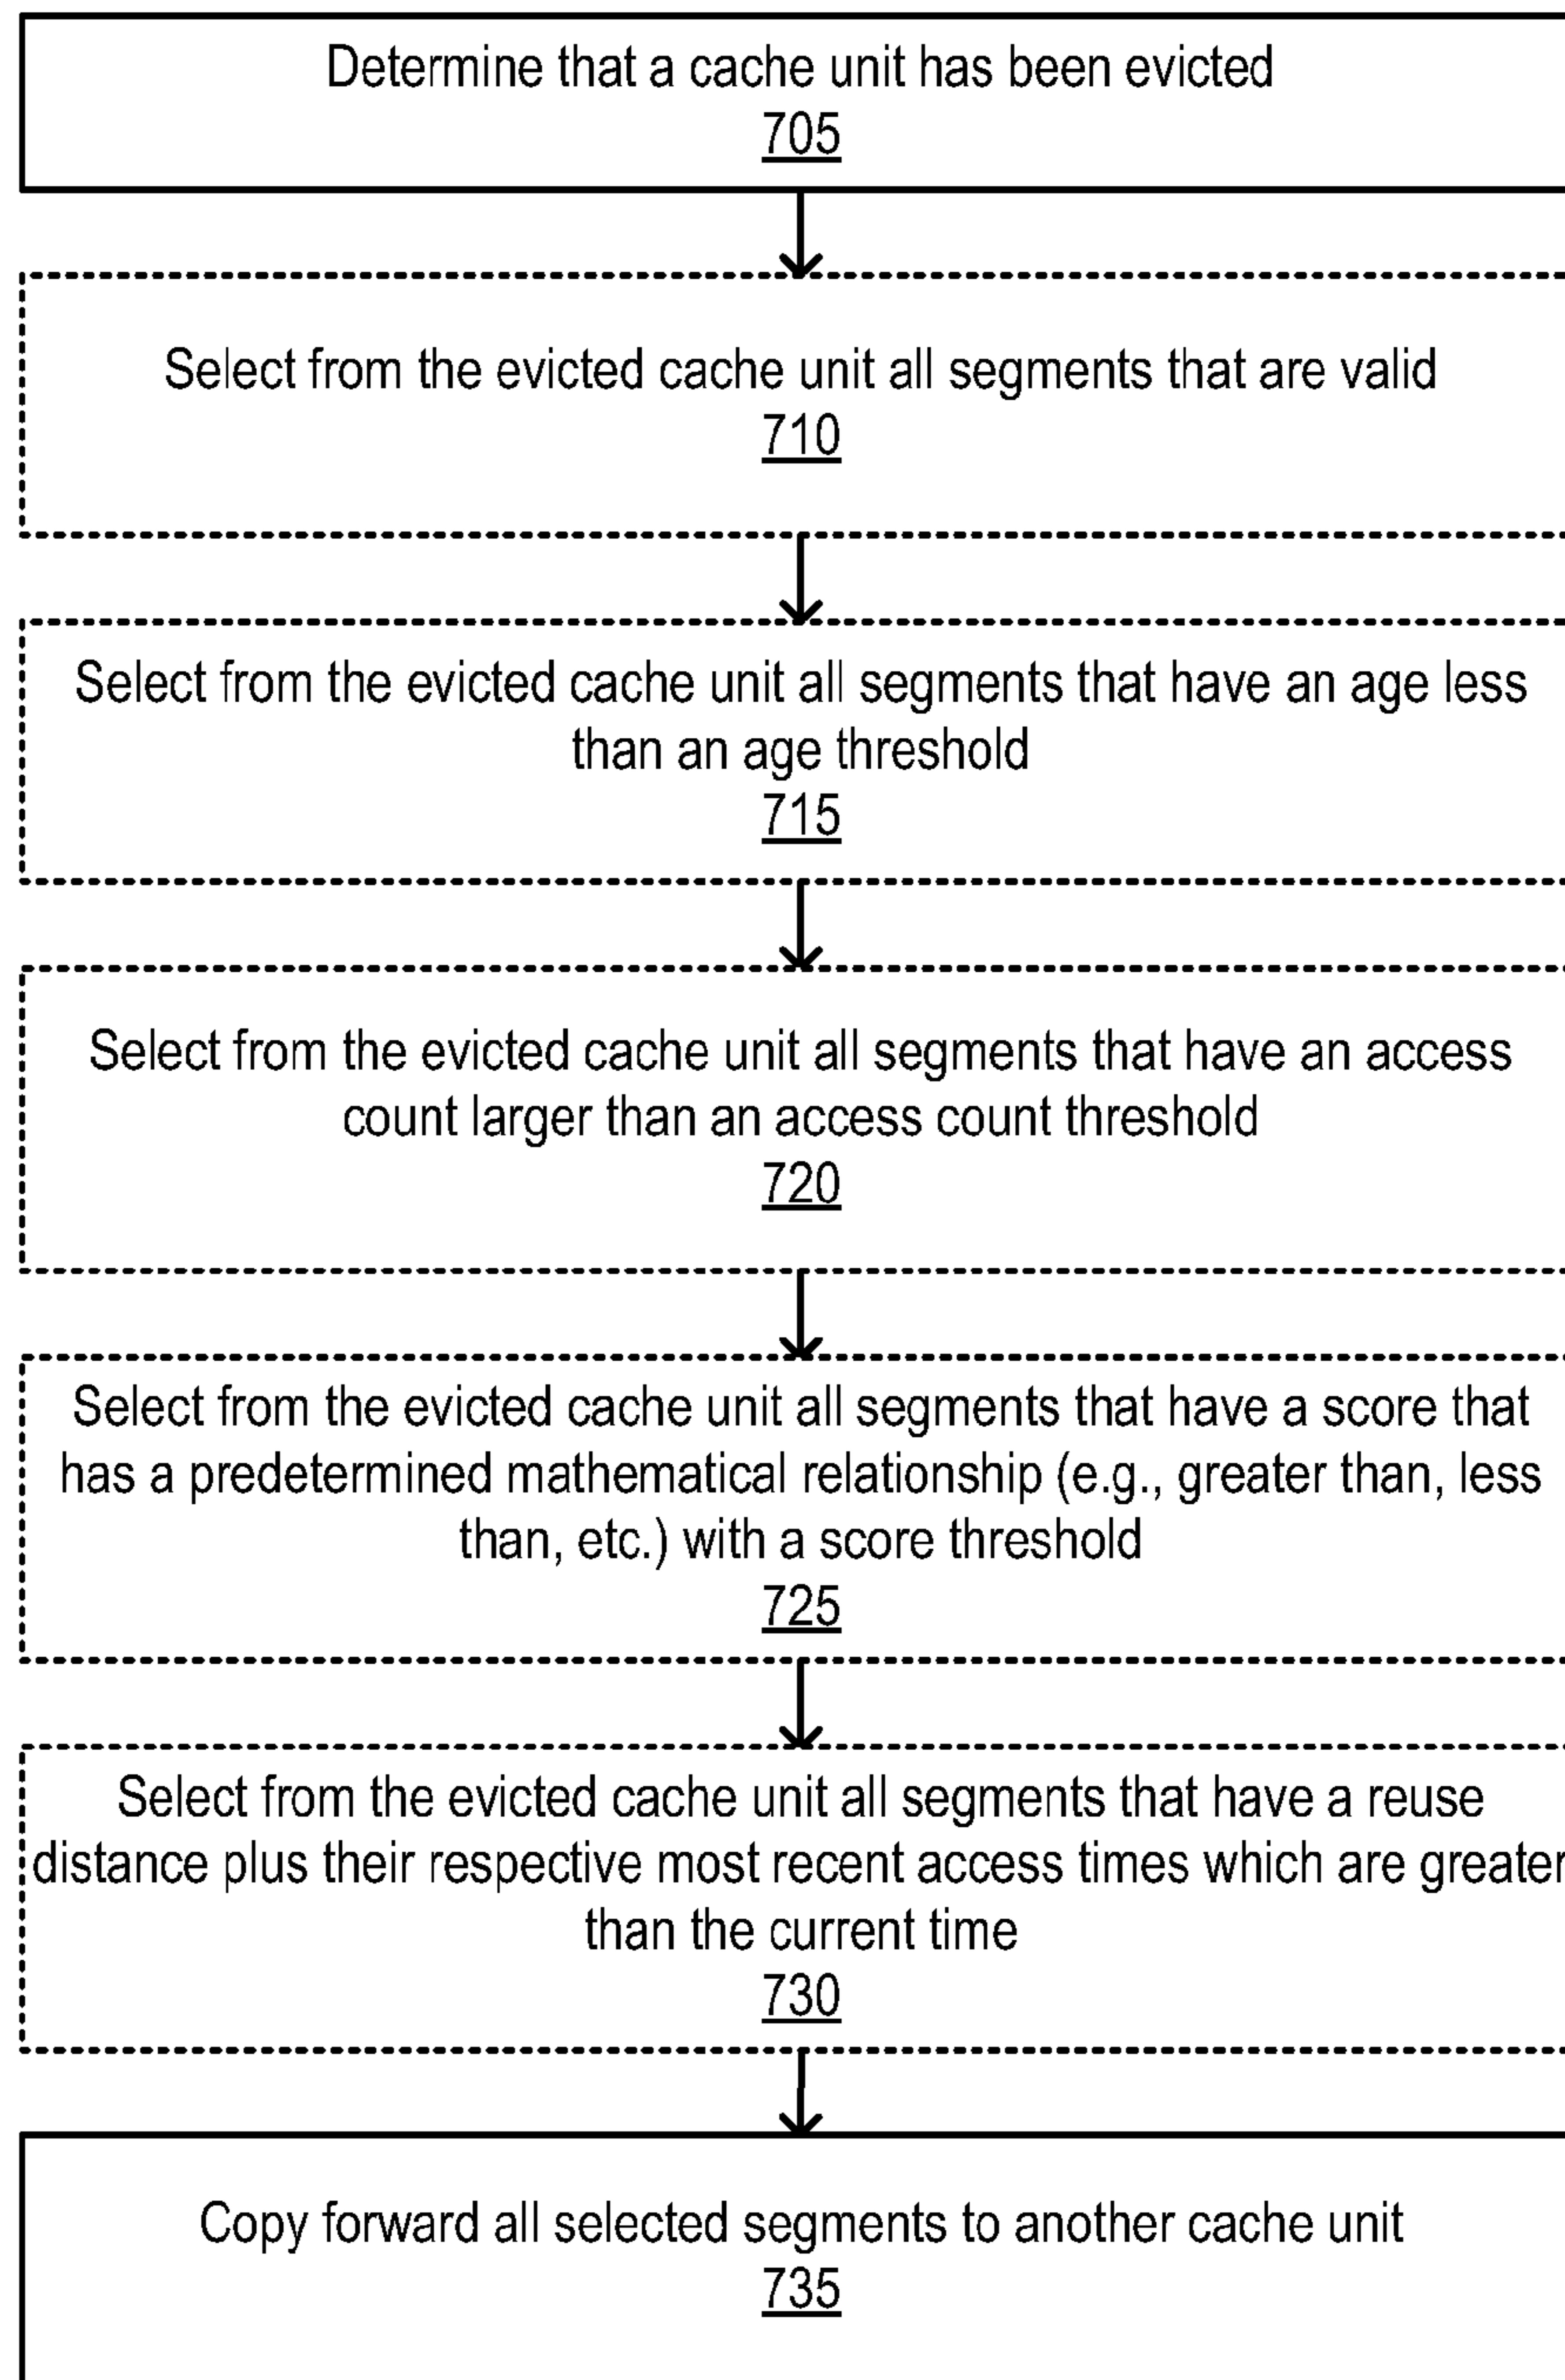 Determine that a cache unit has been evicted
705
Select from the evicted cache unit all segments that are valid
710
Select from the evicted cache unit all segments that have an age less
than an age threshold
715
Select from the evicted cache unit all segments that have an access
count larger than an access count threshold
720
Select from the evicted cache unit all segments that have a score that
has a predetermined mathematical relationship (e.g., greater than, less
than, etc.) with a score threshold
725
Select from the evicted cache unit all segments that have a reuse
distance plus their respective most recent access times which are greater
than the current time
730
Copy forward all selected segments to another cache unit
735